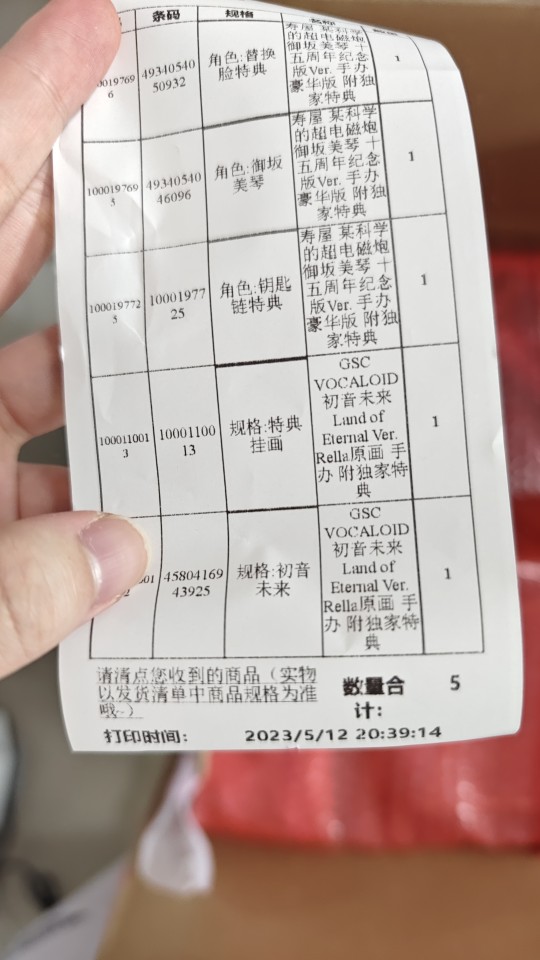 条码
规格
名称
0019769
6
49340540
50932
角色:替换
脸特典
寿屋 某科学
的超电磁炮
御坂美琴 十
五周年纪念
版Ver. 手办
豪华版 附独
家特典
1
100019769
5
49340540
46096
角色:御坂
美琴
寿屋 某科学
的超电磁炮
御坂美琴 十
五周年纪念
版Ver. 手办
豪华版 附独
家特典
1
100019772
5
10001977
25
角色:钥匙
链特典
寿屋 某科学
的超电磁炮
御坂美琴 十
五周年纪念
版Ver. 手办
豪华版 附独
家特典
1
100011001
3
10001100
13
规格:特典
挂画
GSC
VOCALOID
初音未来
Land of
Eternal Ver.
Rella原画 手
办 附独家特
典
1
001
2
45804169
43925
规格:初音
未来
GSC
VOCALOID
初音未来
Land of
Eternal Ver.
Rella原画 手
办 附独家特
典
1
请清点您收到的商品（实物
以发货清单中商品规格为准
哦~）
数量合
计:
5
打印时间: 2023/5/12 20:39:14